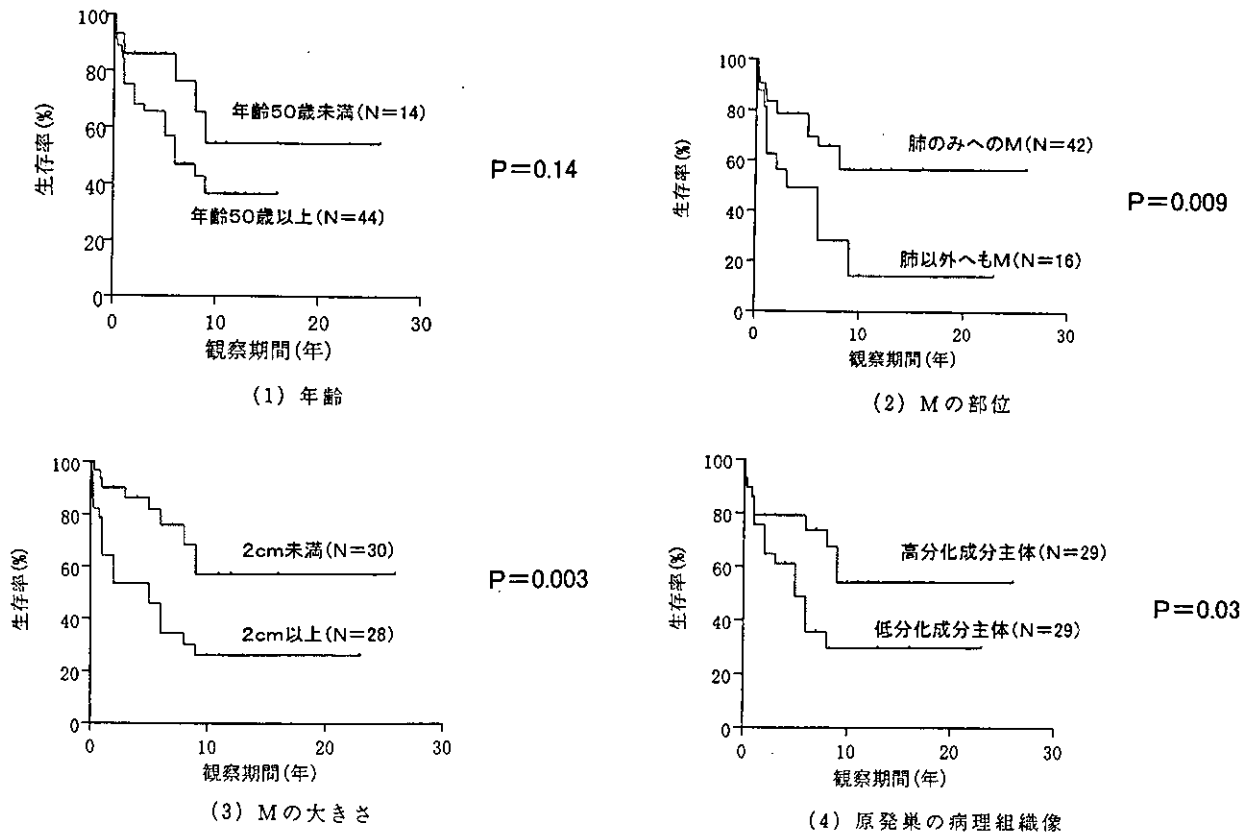 100
80
60
40
20
0
生存率(%)
年齢50歳未満(N=14)
年齢50歳以上(N=44)
P=0.14
0
10
20
30
観察期間(年)
(1) 年齢
100
80
60
40
20
0
生存率(%)
肺のみへのM(N=42)
肺以外へもM(N=16)
P=0.009
0
10
20
30
観察期間(年)
(2) Mの部位
100
80
60
40
20
0
生存率(%)
2cm未満(N=30)
2cm以上(N=28)
P=0.003
0
10
20
30
観察期間(年)
(3) Mの大きさ
100
80
60
40
20
0
生存率(%)
高分化成分主体(N=29)
低分化成分主体(N=29)
P=0.03
0
10
20
30
観察期間(年)
(4) 原発巣の病理組織像